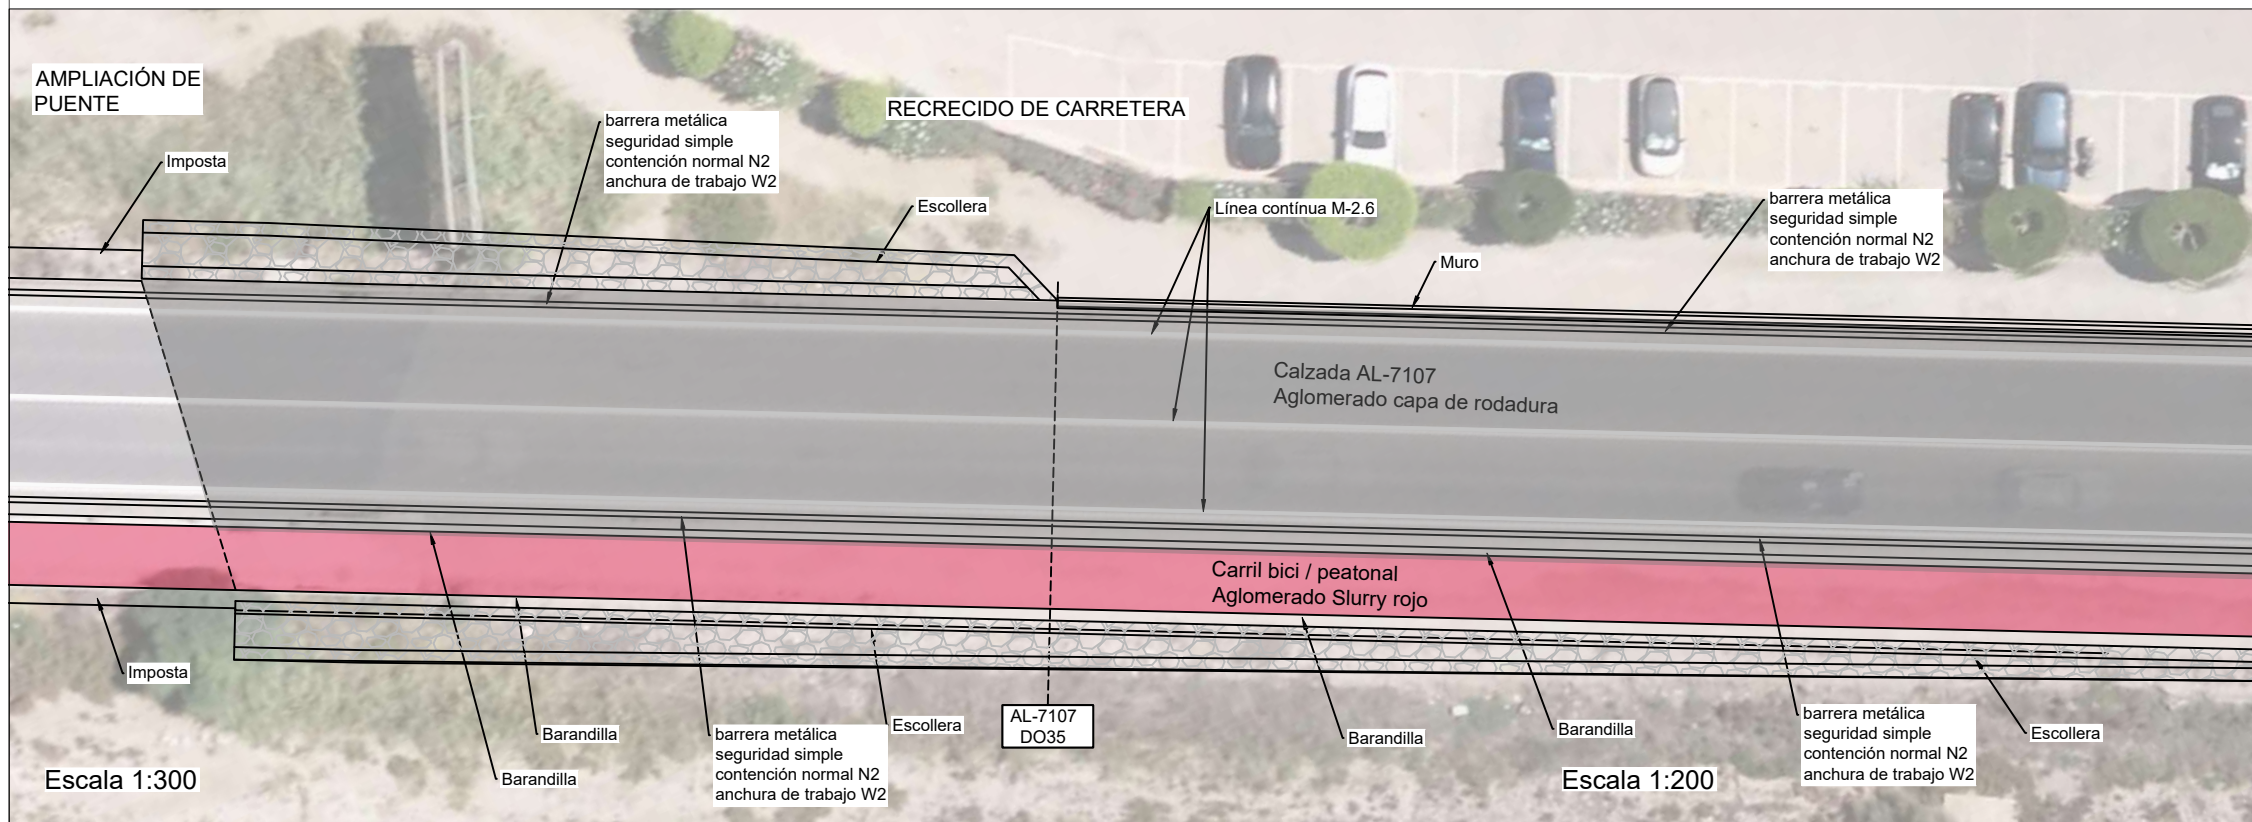 AMPLIACIÓN DE
PUENTE
Imposta
barrera metálica
seguridad simple
contención normal N2
anchura de trabajo W2
RECRECIDO DE CARRETERA
Escollera
Línea contínua M-2.6
Muro
barrera metálica
seguridad simple
contención normal N2
anchura de trabajo W2
Calzada AL-7107
Aglomerado capa de rodadura
Carril bici / peatonal
Aglomerado Slurry rojo
Imposta
Barandilla
Barandilla
barrera metálica
seguridad simple
contención normal N2
anchura de trabajo W2
Escollera
AL-7107
DO35
Barandilla
Barandilla
barrera metálica
seguridad simple
contención normal N2
anchura de trabajo W2
Escollera
Escala 1:300
Escala 1:200